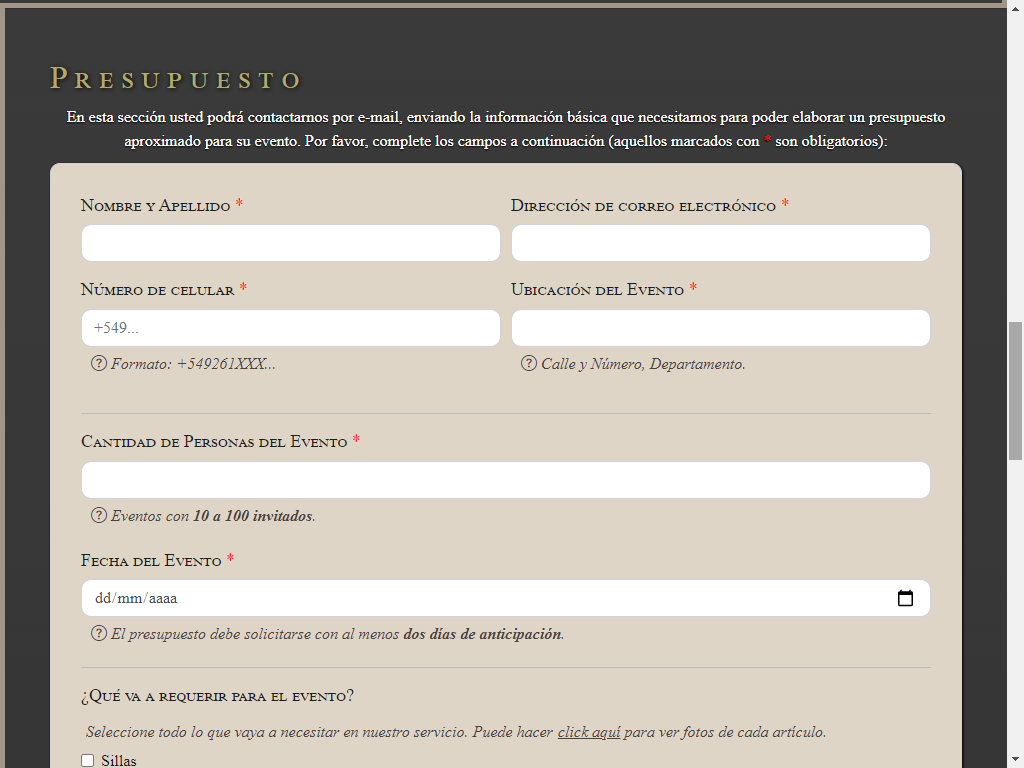 Presupuesto
En esta sección usted podrá contactarnos por e-mail, enviando la información básica que necesitamos para poder elaborar un presupuesto
aproximado para su evento. Por favor, complete los campos a continuación (aquellos marcados con * son obligatorios):
Nombre y Apellido *
Dirección de correo electrónico *
Número de celular *
Ubicación del Evento *
+549...
Formato: +549261XXX...
Calle y Número, Departamento.
Cantidad de Personas del Evento *
Eventos con 10 a 100 invitados.
Fecha del Evento *
dd/mm/aaaa
El presupuesto debe solicitarse con al menos dos días de anticipación.
¿Qué va a requerir para el evento?
Seleccione todo lo que vaya a necesitar en nuestro servicio. Puede hacer click aquí para ver fotos de cada artículo.
Sillas